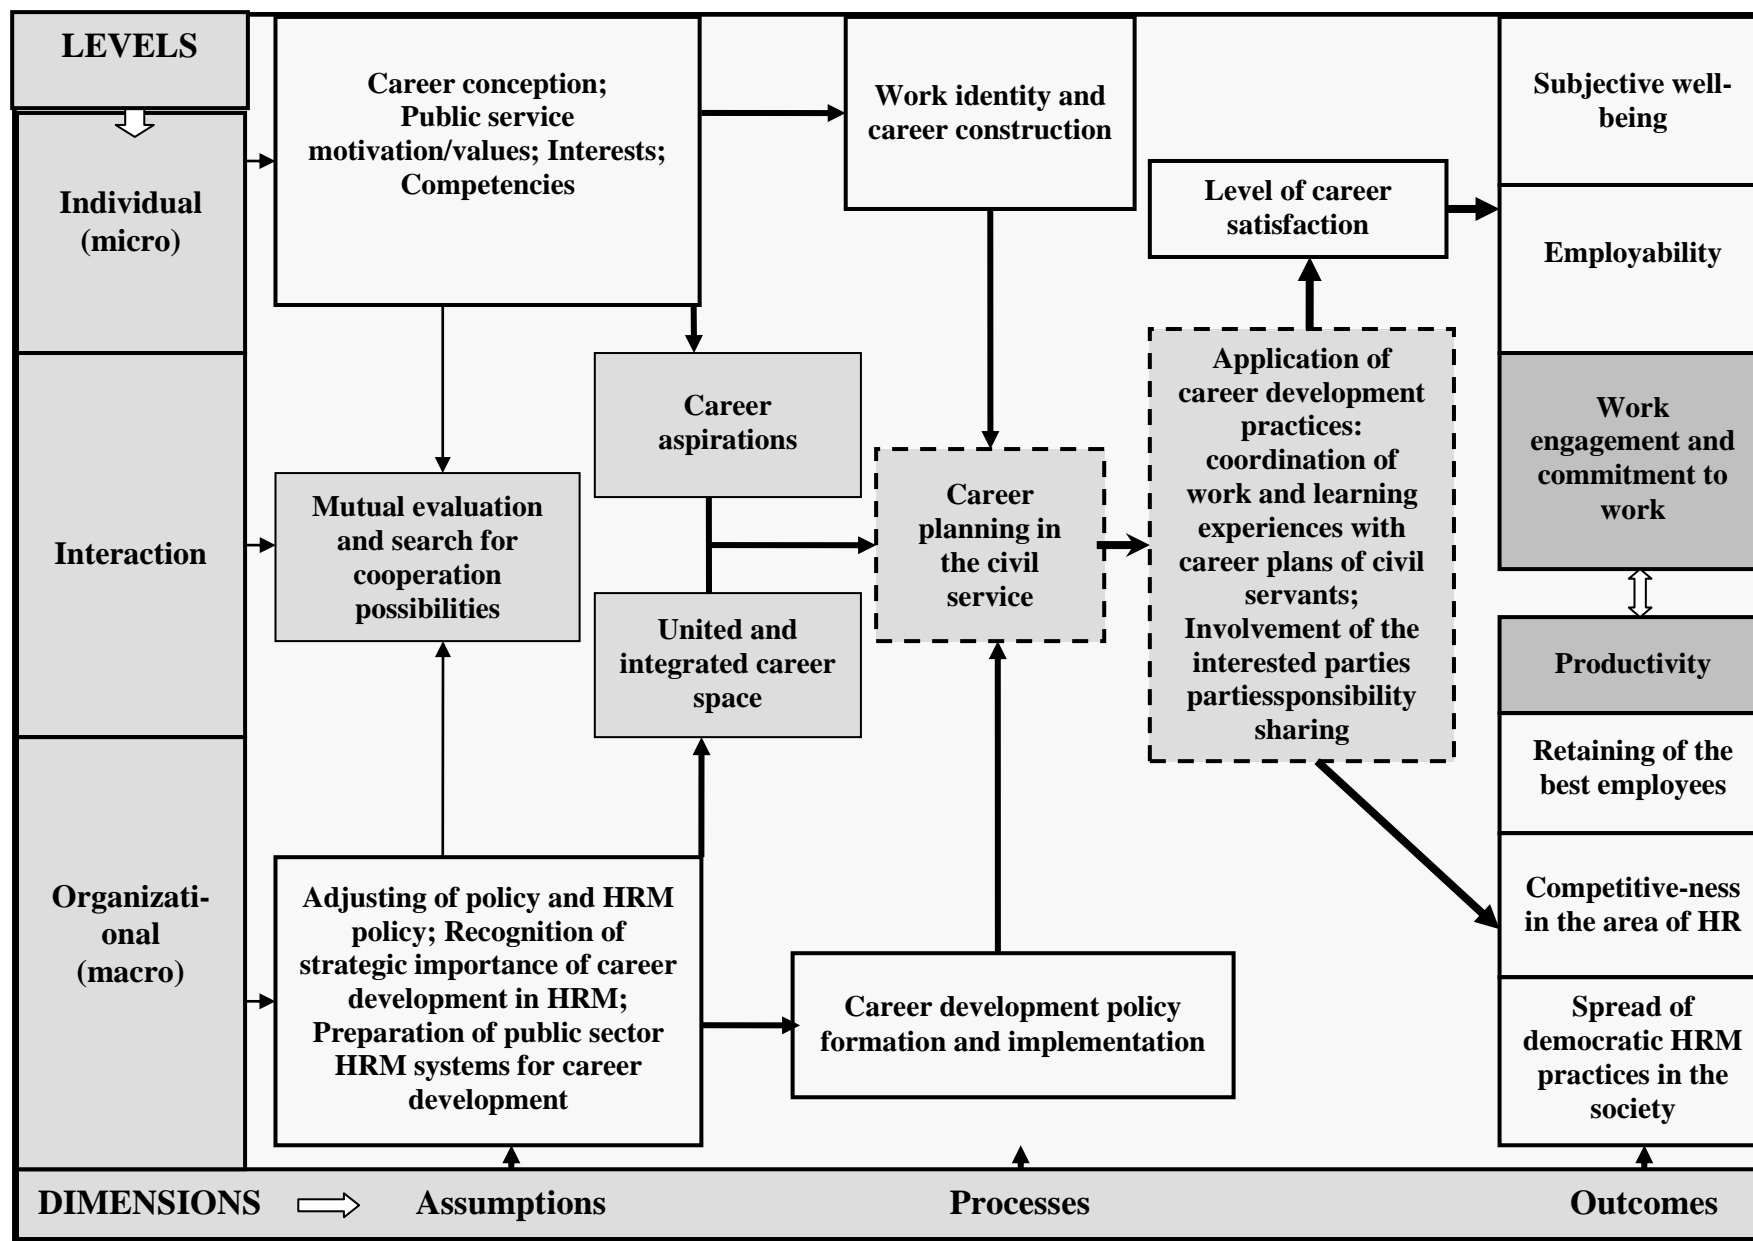 LEVELS
Individual
(micro)
Interaction
Organizati-
onal
(macro)
Career conception;
Public service
motivation/values; Interests;
Competencies
Work identity and
career construction
Level of career
satisfaction
Subjective well-
being
Employability
Career
aspirations
Mutual evaluation
and search for
cooperation
possibilities
United and
integrated career
space
Career
planning in
the civil
service
Application of
career development
practices:
coordination of
work and learning
experiences with
career plans of civil
servants;
Involvement of the
interested parties
partiessponsibility
sharing
Work
engagement and
commitment to
work
Productivity
Retaining of the
best employees
Competitive-ness
in the area of HR
Spread of
democratic HRM
practices in the
society
Adjusting of policy and HRM
policy; Recognition of
strategic importance of career
development in HRM;
Preparation of public sector
HRM systems for career
development
Career development policy
formation and implementation
DIMENSIONS
Assumptions
Processes
Outcomes